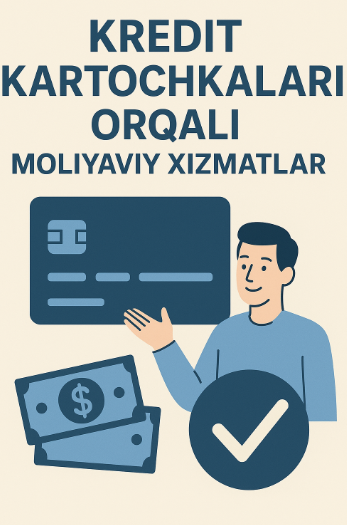 KREDIT
KARTOCHKALARI
ORQALI
MOLIYAVIY XIZMATLAR
$